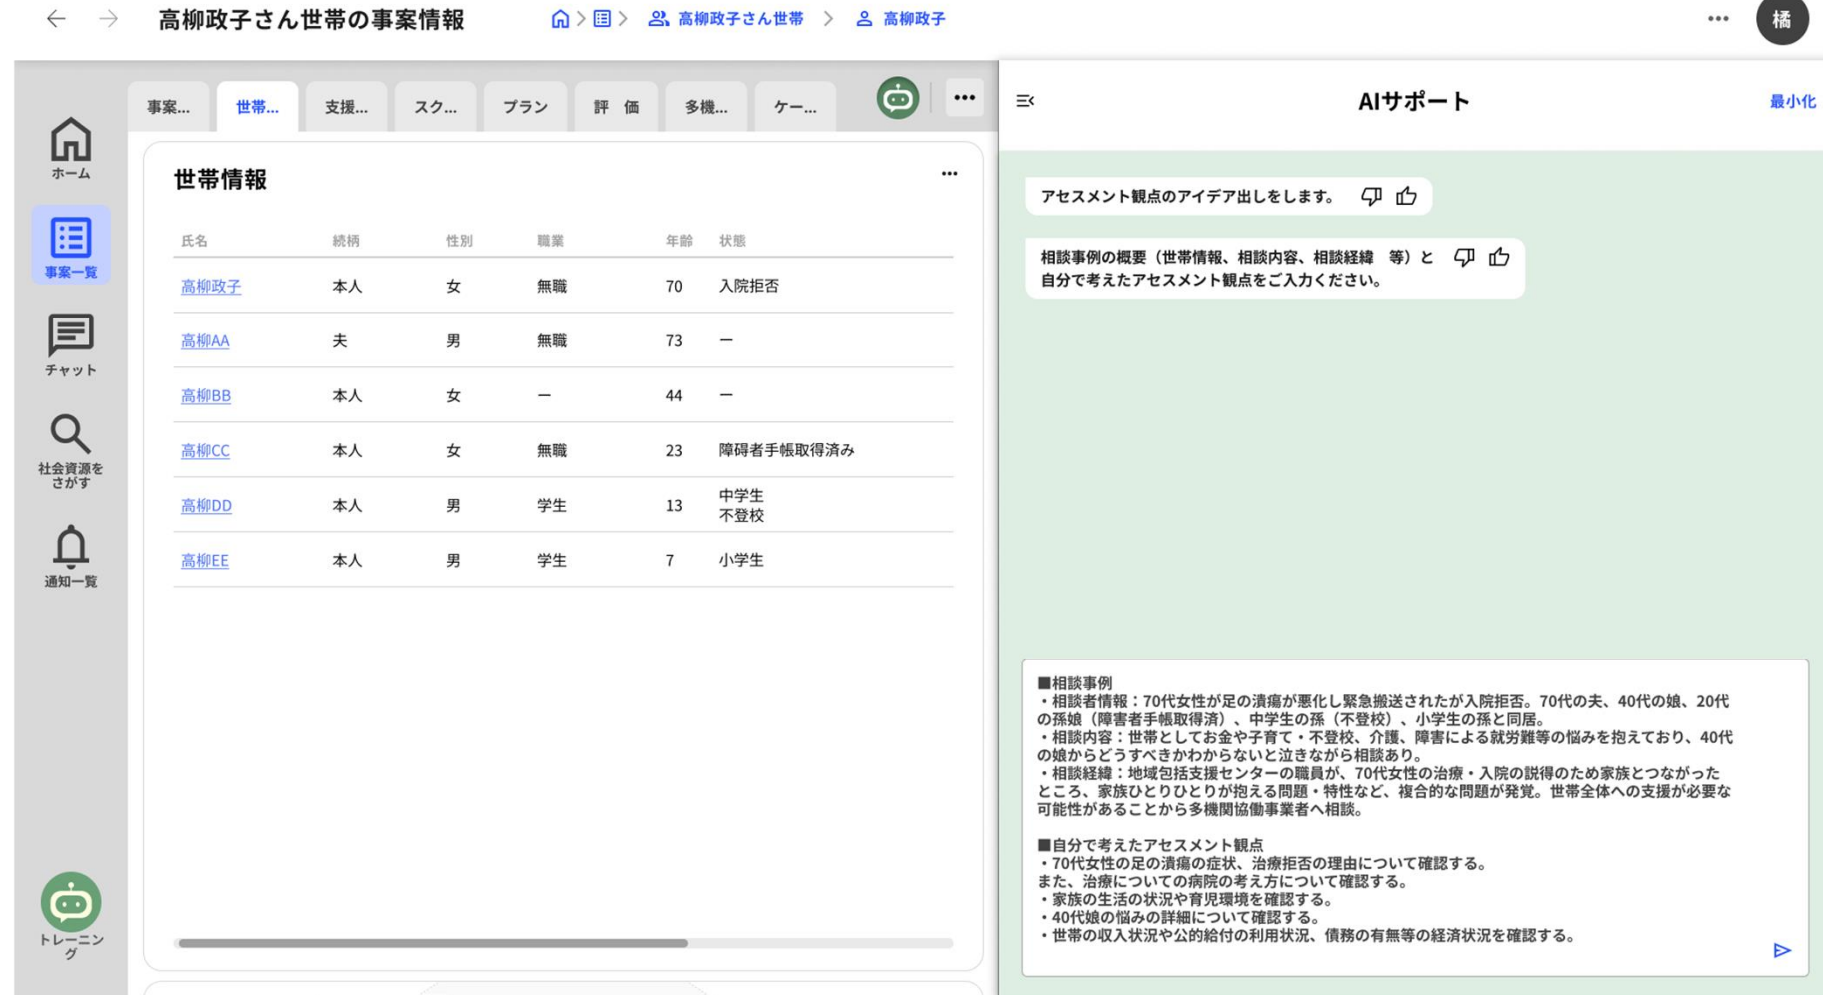 高柳政子さん世帯の事案情報
高柳政子さん世帯
高柳政子
橘
ホーム
事案一覧
チャット
社会資源を
さがす
通知一覧
トレーニン
グ
事案...
世帯...
支援...
スク...
プラン
評 価
多機...
ケー...
世帯情報
氏名 続柄 性別 職業 年齢 状態
高柳政子 本人 女 無職 70 入院拒否
高柳AA 夫 男 無職 73 ー
高柳BB 本人 女 ー 44 ー
高柳CC 本人 女 無職 23 障碍者手帳取得済み
高柳DD 本人 男 学生 13 中学生
不登校
高柳EE 本人 男 学生 7 小学生
AIサポート
最小化
アセスメント観点のアイデア出しをします。
相談事例の概要（世帯情報、相談内容、相談経緯　等）と
自分で考えたアセスメント観点をご入力ください。
■相談事例
・相談者情報：70代女性が足の潰瘍が悪化し緊急搬送されたが入院拒否。70代の夫、40代の娘、20代
の孫娘（障害者手帳取得済）、中学生の孫（不登校）、小学生の孫と同居。
・相談内容：世帯としてお金や子育て・不登校、介護、障害による就労難等の悩みを抱えており、40代
の娘からどうすべきかわからないと泣きながら相談あり。
・相談経緯：地域包括支援センターの職員が、70代女性の治療・入院の説得のため家族とつながった
ところ、家族ひとりひとりが抱える問題・特性など、複合的な問題が発覚。世帯全体への支援が必要な
可能性があることから多機関協働事業者へ相談。
■自分で考えたアセスメント観点
・70代女性の足の潰瘍の症状、治療拒否の理由について確認する。
また、治療についての病院の考え方について確認する。
・家族の生活の状況や育児環境を確認する。
・40代娘の悩みの詳細について確認する。
・世帯の収入状況や公的給付の利用状況、債務の有無等の経済状況を確認する。